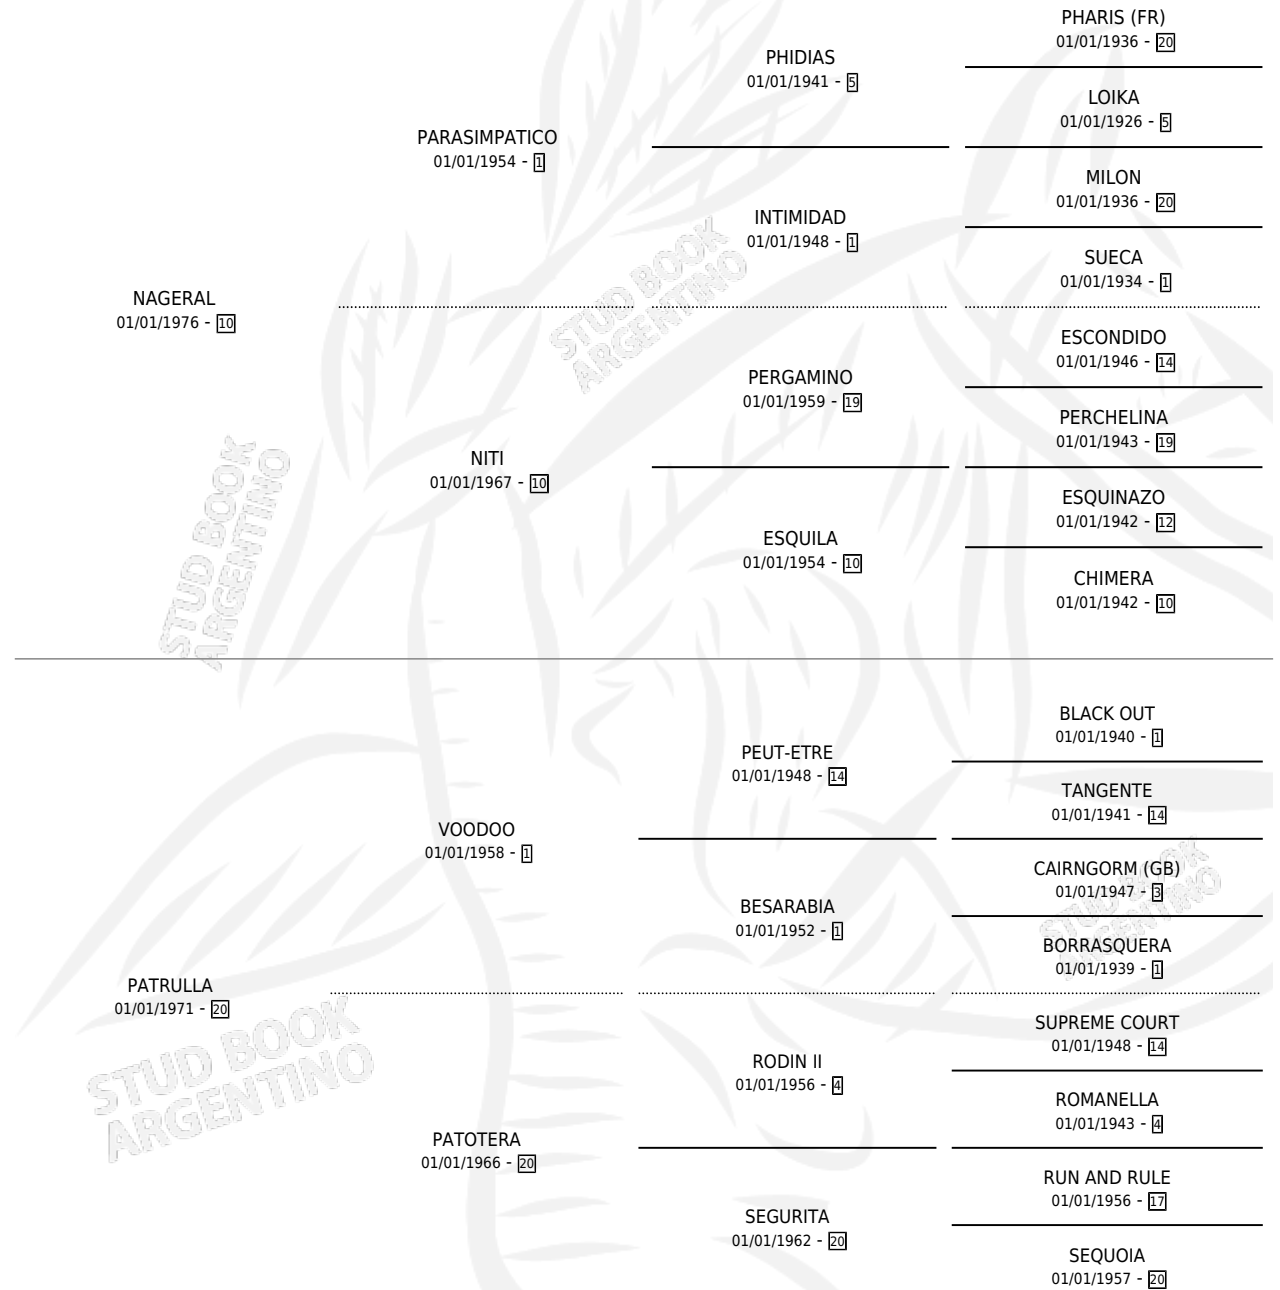 PHARIS (FR)
01/01/1936 - 20
PHIDIAS
01/01/1941 - 5
LOIKA
01/01/1926 - 5
PARASIMPATICO
01/01/1954 - 1
MILON
01/01/1936 - 20
INTIMIDAD
01/01/1948 - 1
SUECA
01/01/1934 - 1
NAGERAL
01/01/1976 - 10
ESCONDIDO
01/01/1946 - 14
PERGAMINO
01/01/1959 - 19
PERCHELINA
01/01/1943 - 19
NITI
01/01/1967 - 10
ESQUINAZO
01/01/1942 - 12
ESQUILA
01/01/1954 - 10
CHIMERA
01/01/1942 - 10
STUD BOOK
ARGENTINO
STUD BOOK
ARGENTINO
BLACK OUT
01/01/1940 - 1
PEUT-ETRE
01/01/1948 - 14
TANGENTE
01/01/1941 - 14
VOODOO
01/01/1958 - 1
CAIRNGORM (GB)
01/01/1947 - 3
BESARABIA
01/01/1952 - 1
BORRASQUERA
01/01/1939 - 1
PATRULLA
01/01/1971 - 20
SUPREME COURT
01/01/1948 - 14
RODIN II
01/01/1956 - 4
ROMANELLA
01/01/1943 - 4
PATOTERA
01/01/1966 - 20
RUN AND RULE
01/01/1956 - 17
SEGURITA
01/01/1962 - 20
SEQUOIA
01/01/1957 - 20
STUD BOOK
ARGENTINO
STUD BOOK
ARGENTINO